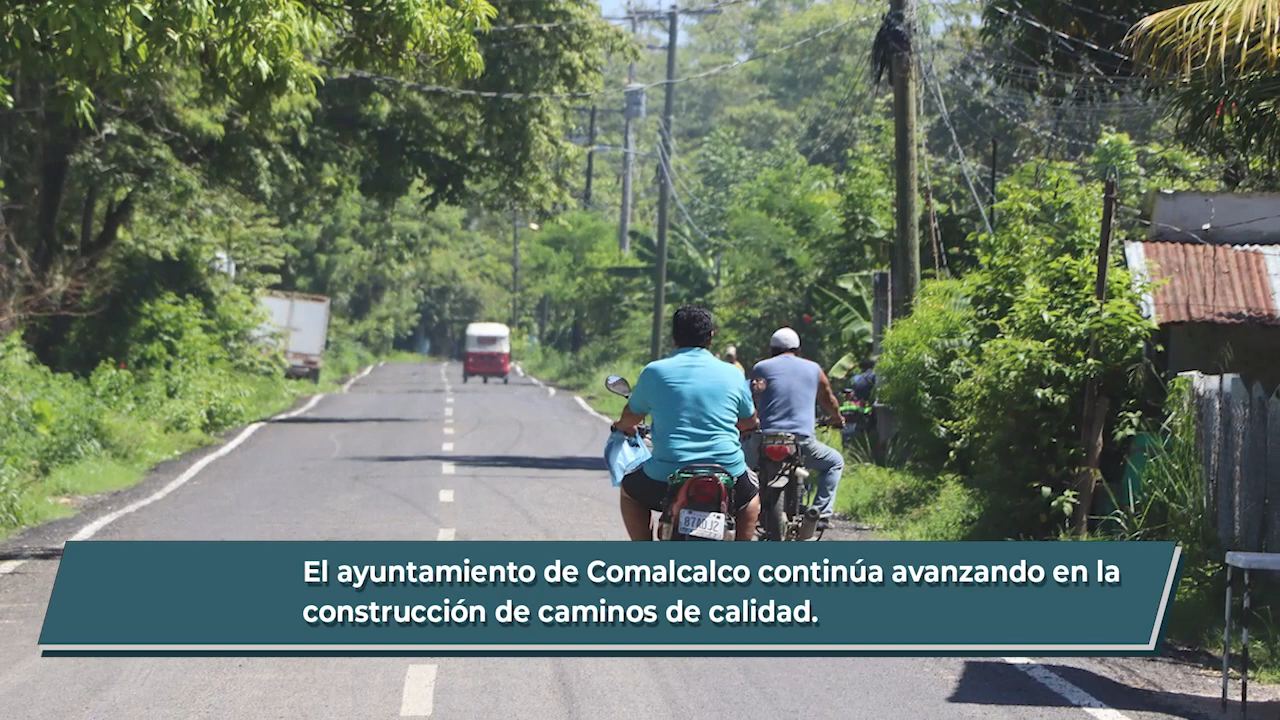 El ayuntamiento de Comalcalco continúa avanzando en la
construcción de caminos de calidad.